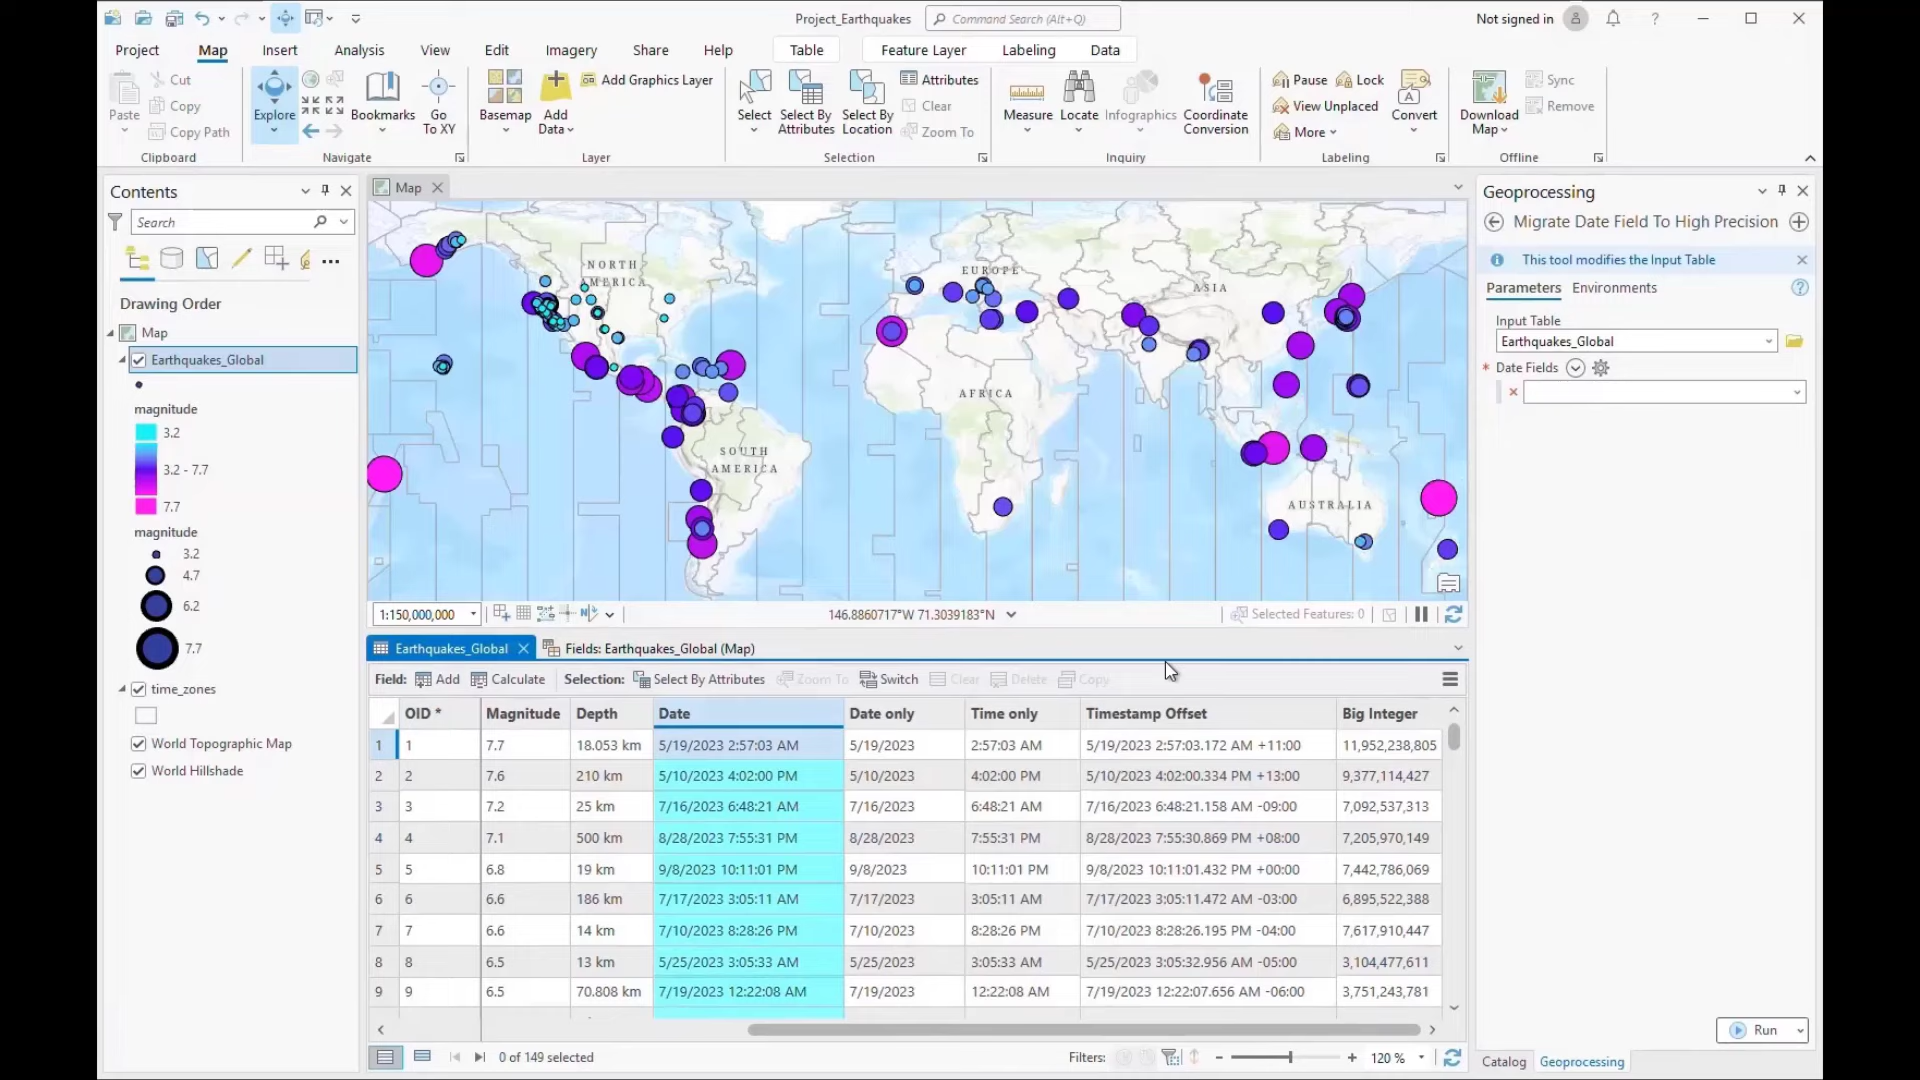 Project_Earthquakes
Command Search (Alt+Q)
Not signed in
?
Project Map Insert Analysis View Edit Imagery Share Help Table Feature Layer Labeling Data
Paste
Cut
Copy
Copy Path
Clipboard
Explore
Bookmarks
Go To XY
Navigate
Basemap
Add Data
Add Graphics Layer
Layer
Select
Select By Attributes
Select By Location
Attributes
Clear
Zoom To
Selection
Measure
Locate
Infographics
Coordinate Conversion
Inquiry
Pause
Lock
View Unplaced
More
Convert
Labeling
Download Map
Sync
Remove
Offline
Contents
Search
Drawing Order
Map
Earthquakes_Global
magnitude
3.2
3.2 - 7.7
7.7
magnitude
3.2
4.7
6.2
7.7
time_zones
World Topographic Map
World Hillshade
Map
NORTH
AMERICA
EUROPE
ASIA
AFRICA
SOUTH
AMERICA
AUSTRALIA
1:150,000,000
146.8860717°W 71.3039183°N
Selected Features: 0
Earthquakes_Global
Fields: Earthquakes_Global (Map)
Field: Add Calculate Selection: Select By Attributes Zoom To Switch Clear Delete Copy
OID * Magnitude Depth Date Date only Time only Timestamp Offset Big Integer
1 1 7.7 18.053 km 5/19/2023 2:57:03 AM 5/19/2023 2:57:03 AM 5/19/2023 2:57:03.172 AM +11:00 11,952,238,805
2 2 7.6 210 km 5/10/2023 4:02:00 PM 5/10/2023 4:02:00 PM 5/10/2023 4:02:00.334 PM +13:00 9,377,114,427
3 3 7.2 25 km 7/16/2023 6:48:21 AM 7/16/2023 6:48:21 AM 7/16/2023 6:48:21.158 AM -09:00 7,092,537,313
4 4 7.1 500 km 8/28/2023 7:55:31 PM 8/28/2023 7:55:31 PM 8/28/2023 7:55:30.869 PM +08:00 7,205,970,149
5 5 6.8 19 km 9/8/2023 10:11:01 PM 9/8/2023 10:11:01 PM 9/8/2023 10:11:01.432 PM +00:00 7,442,786,069
6 6 6.6 186 km 7/17/2023 3:05:11 AM 7/17/2023 3:05:11 AM 7/17/2023 3:05:11.472 AM -03:00 6,895,522,388
7 7 6.6 14 km 7/10/2023 8:28:26 PM 7/10/2023 8:28:26 PM 7/10/2023 8:28:26.195 PM -04:00 7,617,910,447
8 8 6.5 13 km 5/25/2023 3:05:33 AM 5/25/2023 3:05:33 AM 5/25/2023 3:05:32.956 AM -05:00 3,104,477,611
9 9 6.5 70.808 km 7/19/2023 12:22:08 AM 7/19/2023 12:22:08 AM 7/19/2023 12:22:07.656 AM -06:00 3,751,243,781
0 of 149 selected
Filters:
120 %
Geoprocessing
Migrate Date Field To High Precision
This tool modifies the Input Table
Parameters Environments
Input Table
Earthquakes_Global
* Date Fields
Run
Catalog Geoprocessing